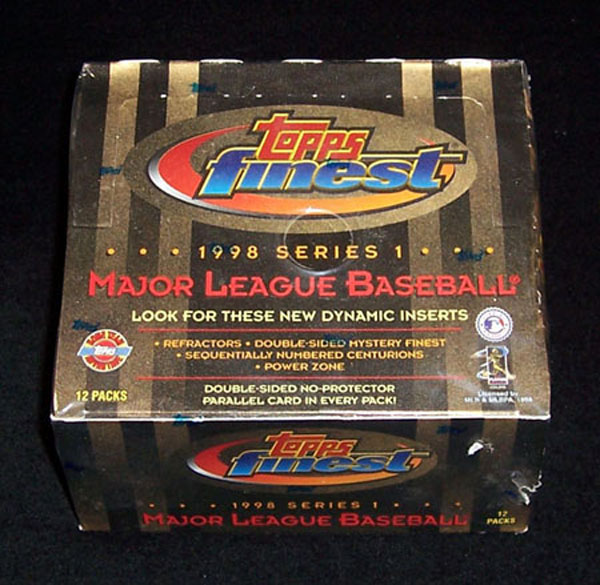 Topps
finest
• • • 1998 SERIES 1 • • •
MAJOR LEAGUE BASEBALL®
LOOK FOR THESE NEW DYNAMIC INSERTS
• REFRACTORS • DOUBLE-SIDED MYSTERY FINEST
• SEQUENTIALLY NUMBERED CENTURIONS
• POWER ZONE
12 PACKS
DOUBLE-SIDED NO-PROTECTOR
PARALLEL CARD IN EVERY PACK!
Licensed by
Topps
finest
• • • 1998 SERIES 1 • • •
MAJOR LEAGUE BASEBALL
12
PACKS